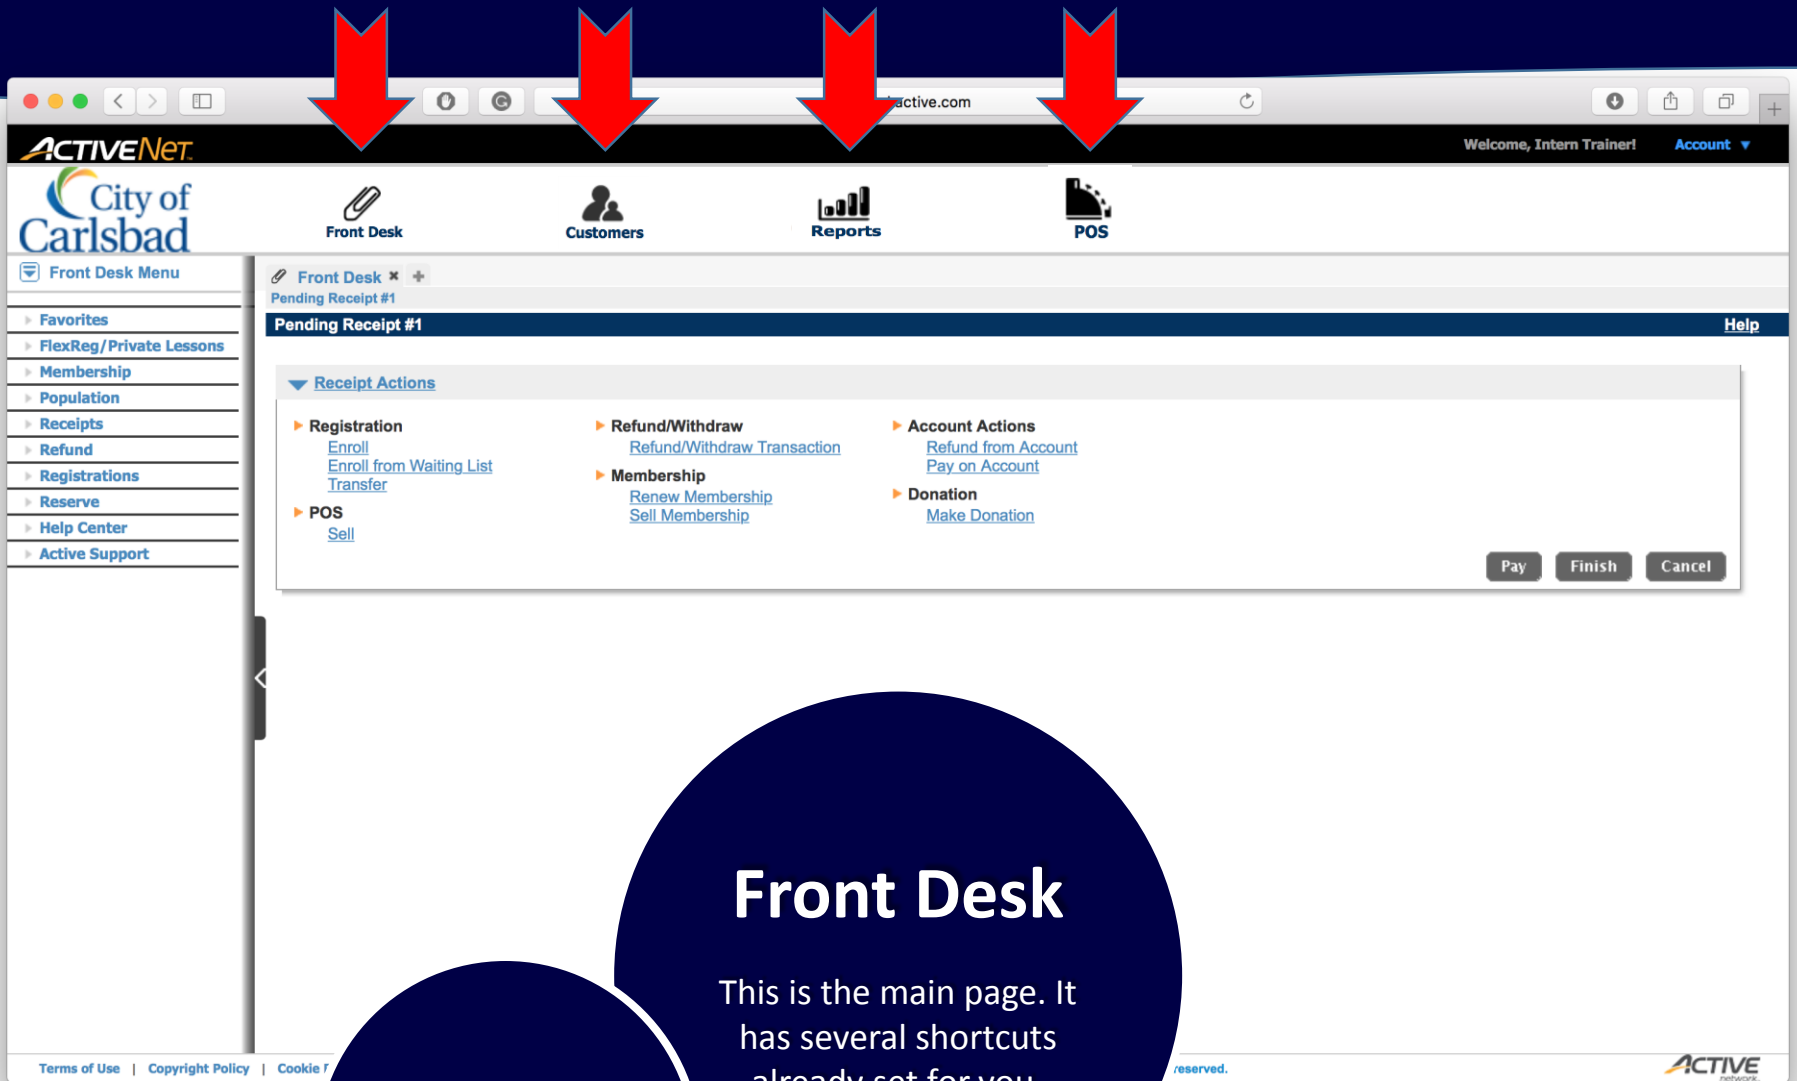 active.com
ACTIVENet
Welcome, Intern Trainer! Account
City of
Carlsbad
Front Desk
Customers
Reports
POS
Front Desk Menu
Front Desk
Pending Receipt #1
Pending Receipt #1
Help
Favorites
FlexReg/Private Lessons
Membership
Population
Receipts
Refund
Registrations
Reserve
Help Center
Active Support
Receipt Actions
Registration
Enroll
Enroll from Waiting List
Transfer
POS
Sell
Refund/Withdraw
Refund/Withdraw Transaction
Membership
Renew Membership
Sell Membership
Account Actions
Refund from Account
Pay on Account
Donation
Make Donation
Pay
Finish
Cancel
Front Desk
This is the main page. It
has several shortcuts
already set for you
Terms of Use | Copyright Policy | Cookie
reserved.
ACTIVE
network.